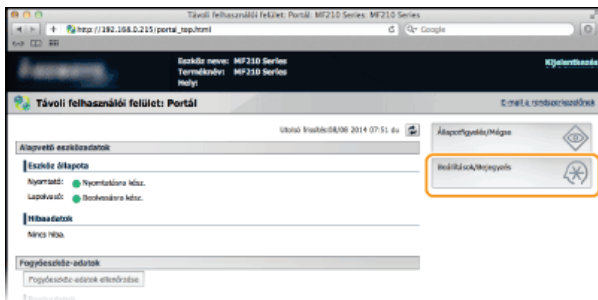 Távoli felhasználói felület: Portál: MF210 Series: MF210 Series
http://192.168.0.215/portal_top.html
Google
Eszköz neve: MF210 Series
Terméknév: MF210 Series
Hely:
Kijelentkezés
Távoli felhasználói felület: Portál
E-mail a rendszerkezelőnek
Utolsó frissítés:08/08 2014 07:51 du
Alapvető eszközadatok
Eszköz állapota
Nyomtató: Nyomtatásra kész.
Lapolvasó: Beolvasásra kész.
Hibaadatok
Nincs hiba.
Fogyóeszköz-adatok
Fogyóeszköz-adatok ellenőrzése
Állapotfigyelés/Mégse
Beállítások/Bejegyzés